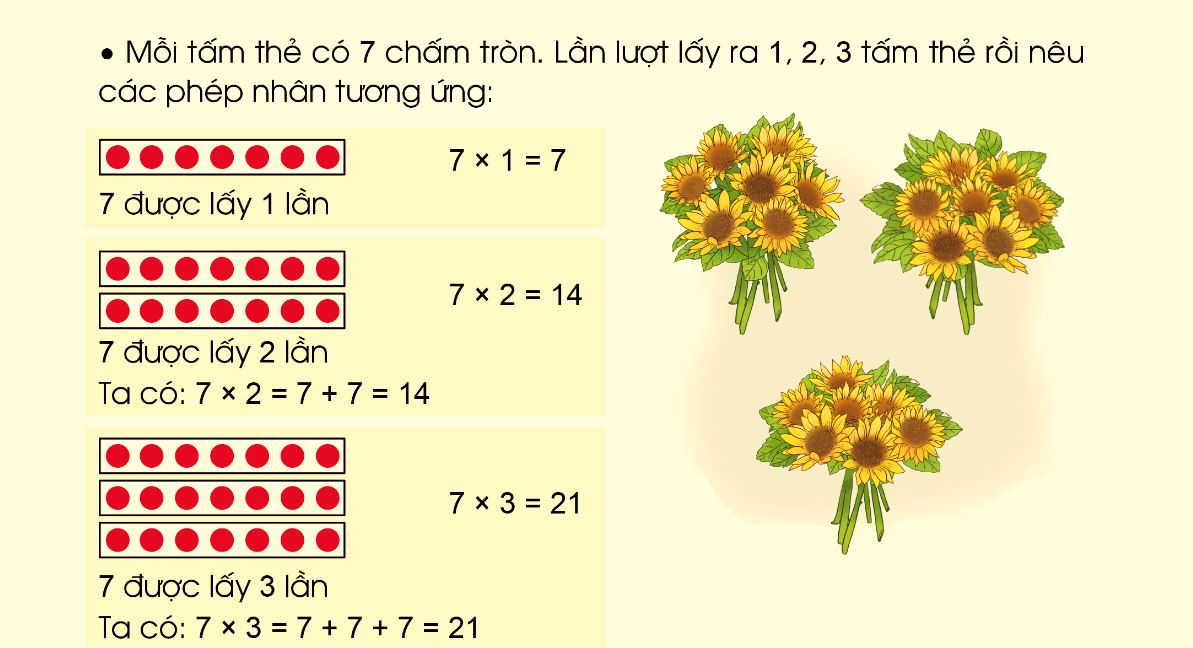 • Mỗi tấm thẻ có 7 chấm tròn. Lần lượt lấy ra 1, 2, 3 tấm thẻ rồi nêu
các phép nhân tương ứng:
7 × 1 = 7
7 được lấy 1 lần
7 × 2 = 14
7 được lấy 2 lần
Ta có: 7 × 2 = 7 + 7 = 14
7 × 3 = 21
7 được lấy 3 lần
Ta có: 7 × 3 = 7 + 7 + 7 = 21